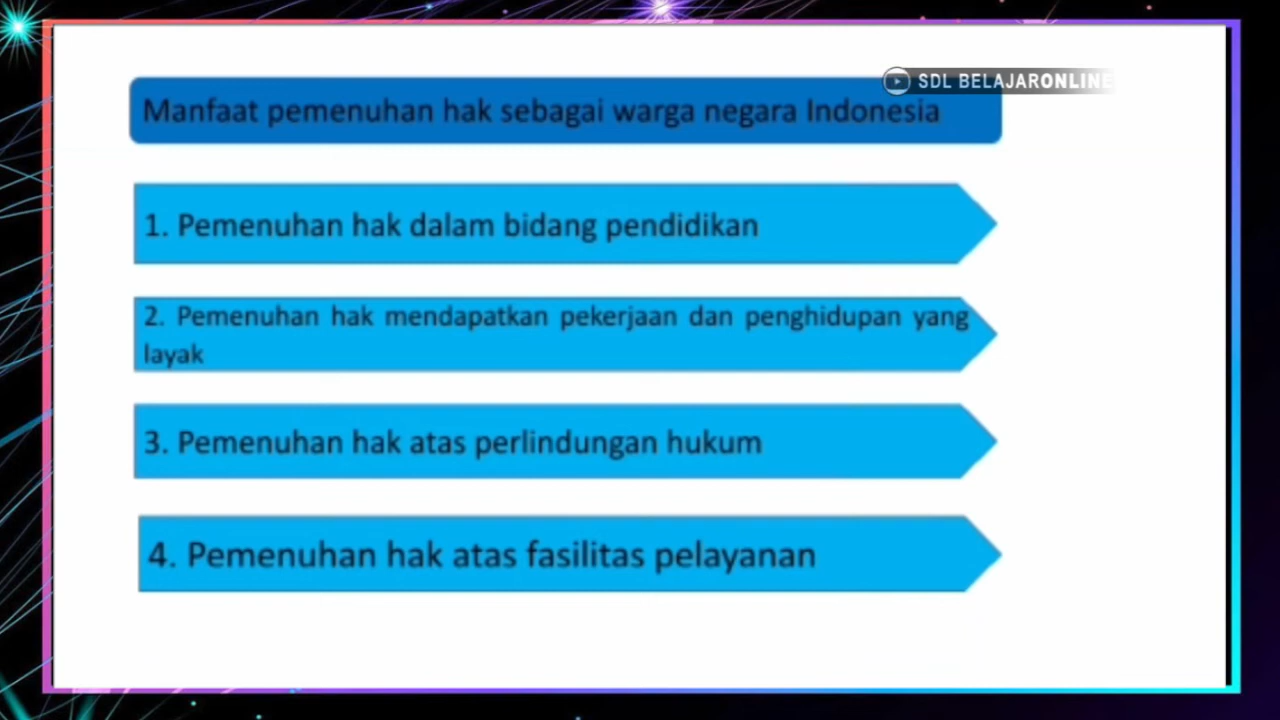 SDL BELAJARONLINE
Manfaat pemenuhan hak sebagai warga negara Indonesia
1. Pemenuhan hak dalam bidang pendidikan
2. Pemenuhan hak mendapatkan pekerjaan dan penghidupan yang
layak
3. Pemenuhan hak atas perlindungan hukum
4. Pemenuhan hak atas fasilitas pelayanan